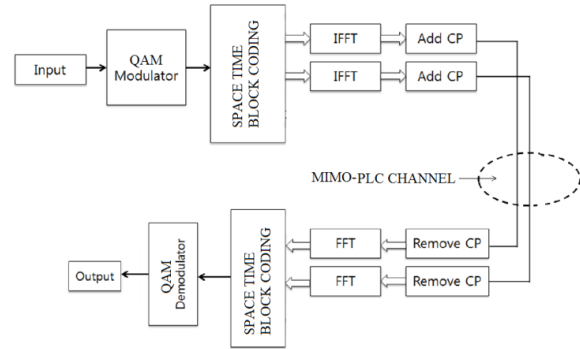 Input
QAM
Modulator
SPACE TIME
BLOCK CODING
IFFT
Add CP
IFFT
Add CP
MIMO-PLC CHANNEL
Output
QAM
Demodulator
SPACE TIME
BLOCK CODING
FFT
Remove CP
FFT
Remove CP